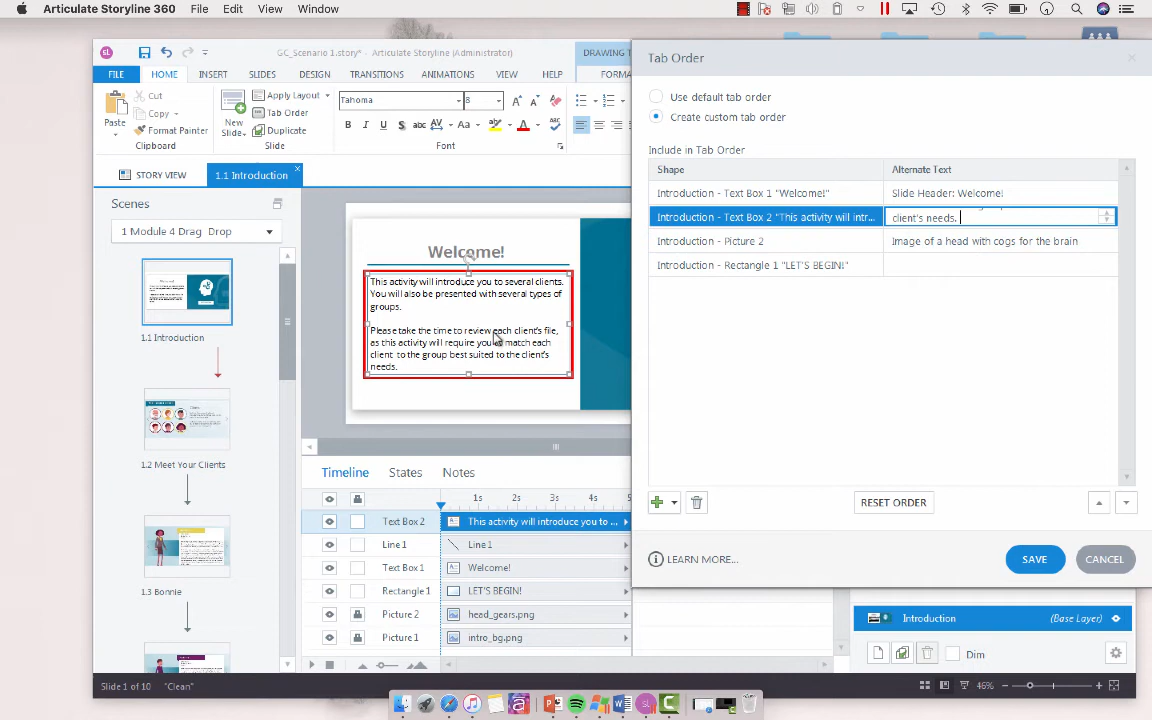 Articulate Storyline 360 File Edit View Window
GC_Scenario 1.story* - Articulate Storyline (Administrator)
DRAWING T
FILE HOME INSERT SLIDES DESIGN TRANSITIONS ANIMATIONS VIEW HELP FORMA
Paste
Cut
Copy
Format Painter
Clipboard
New
Slide
Apply Layout
Tab Order
Duplicate
Slide
Tahoma 8
B I U S abc AV Aa A
Font
STORY VIEW
1.1 Introduction
Scenes
1 Module 4 Drag Drop
1.1 Introduction
1.2 Meet Your Clients
1.3 Bonnie
Welcome!
This activity will introduce you to several clients.
You will also be presented with several types of
groups.
Please take the time to review each client's file,
as this activity will require you to match each
client to the group best suited to the client's
needs.
Timeline States Notes
1s 2s 3s 4s
Text Box 2 This activity will introduce you to ...
Line 1 Line 1
Text Box 1 Welcome!
Rectangle 1 LET'S BEGIN!
Picture 2 head_gears.png
Picture 1 intro_bg.png
Tab Order
Use default tab order
Create custom tab order
Include in Tab Order
Shape Alternate Text
Introduction - Text Box 1 "Welcome!" Slide Header: Welcome!
Introduction - Text Box 2 "This activity will intr... client's needs.
Introduction - Picture 2 Image of a head with cogs for the brain
Introduction - Rectangle 1 "LET'S BEGIN!"
RESET ORDER
LEARN MORE...
SAVE
CANCEL
Introduction (Base Layer)
Dim
Slide 1 of 10 "Clean"
46%